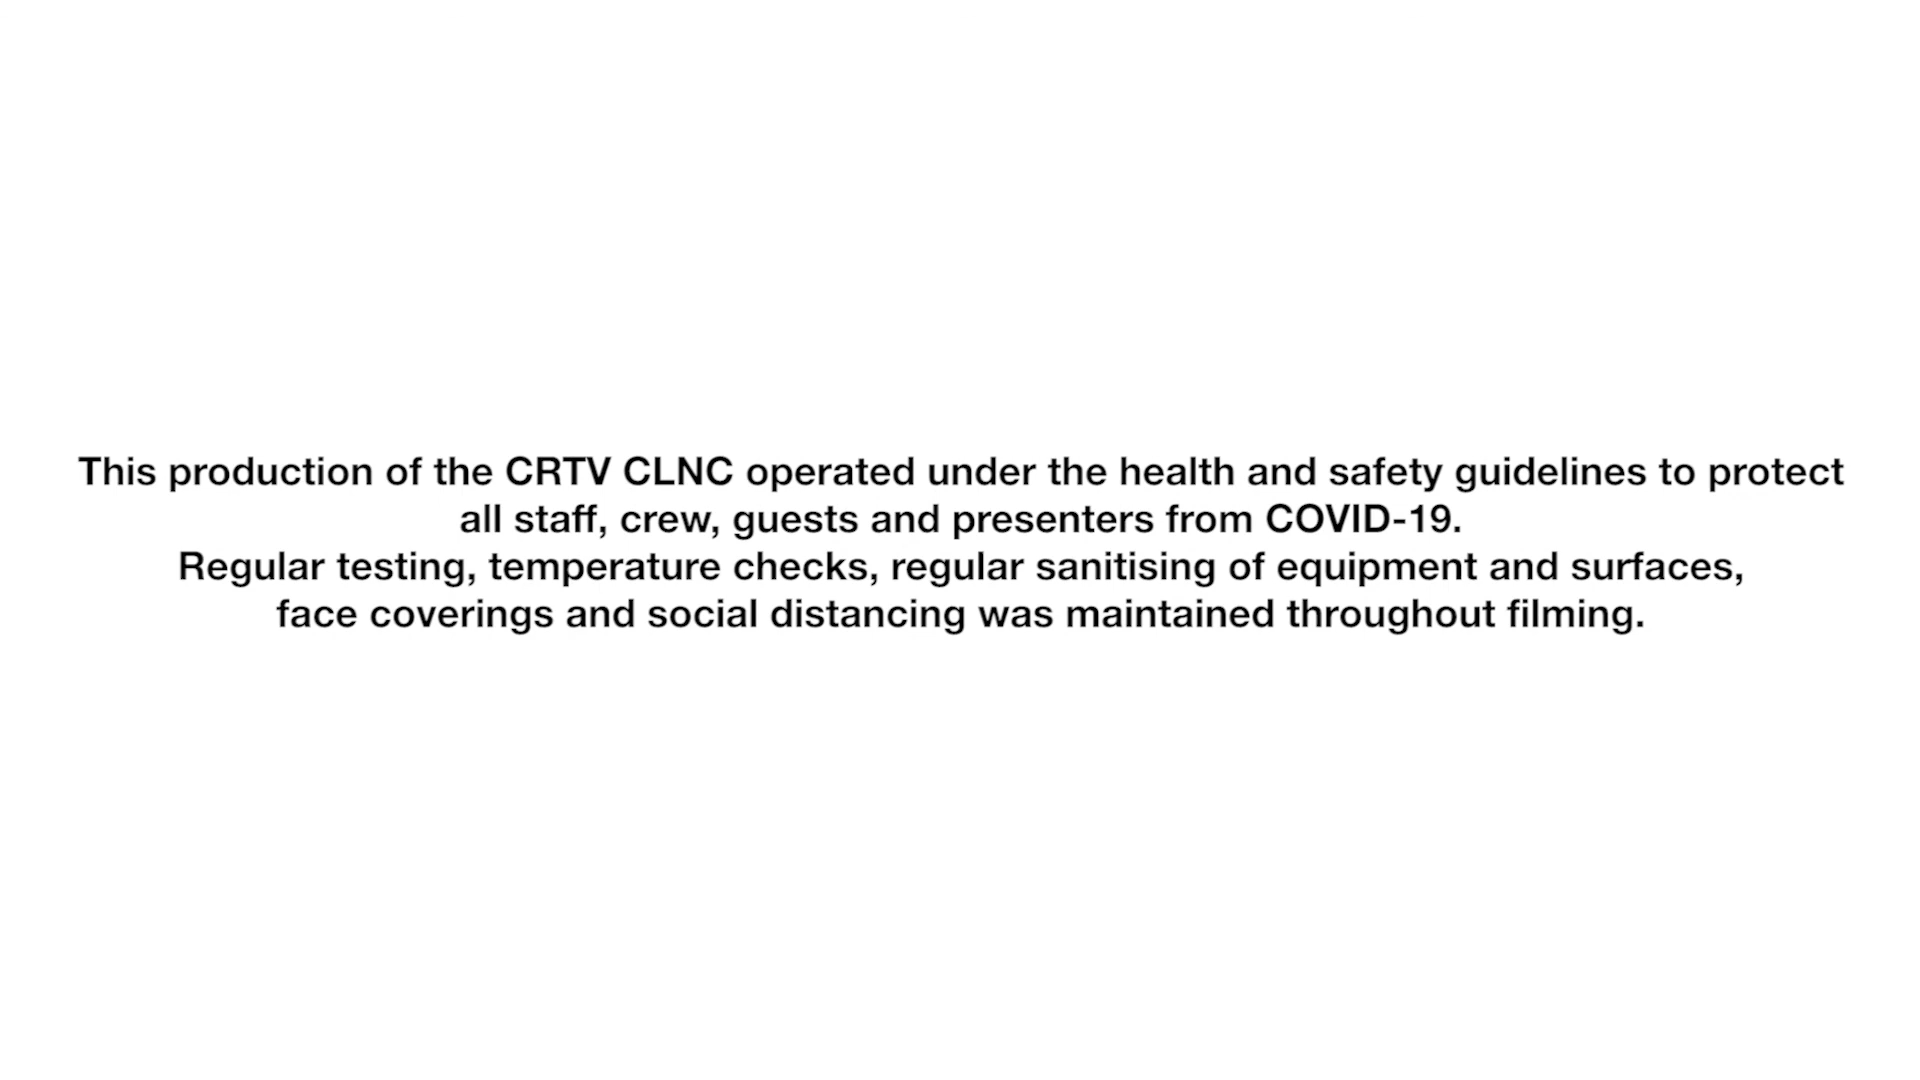 This production of the CRTV CLNC operated under the health and safety guidelines to protect
all staff, crew, guests and presenters from COVID-19.
Regular testing, temperature checks, regular sanitising of equipment and surfaces,
face coverings and social distancing was maintained throughout filming.